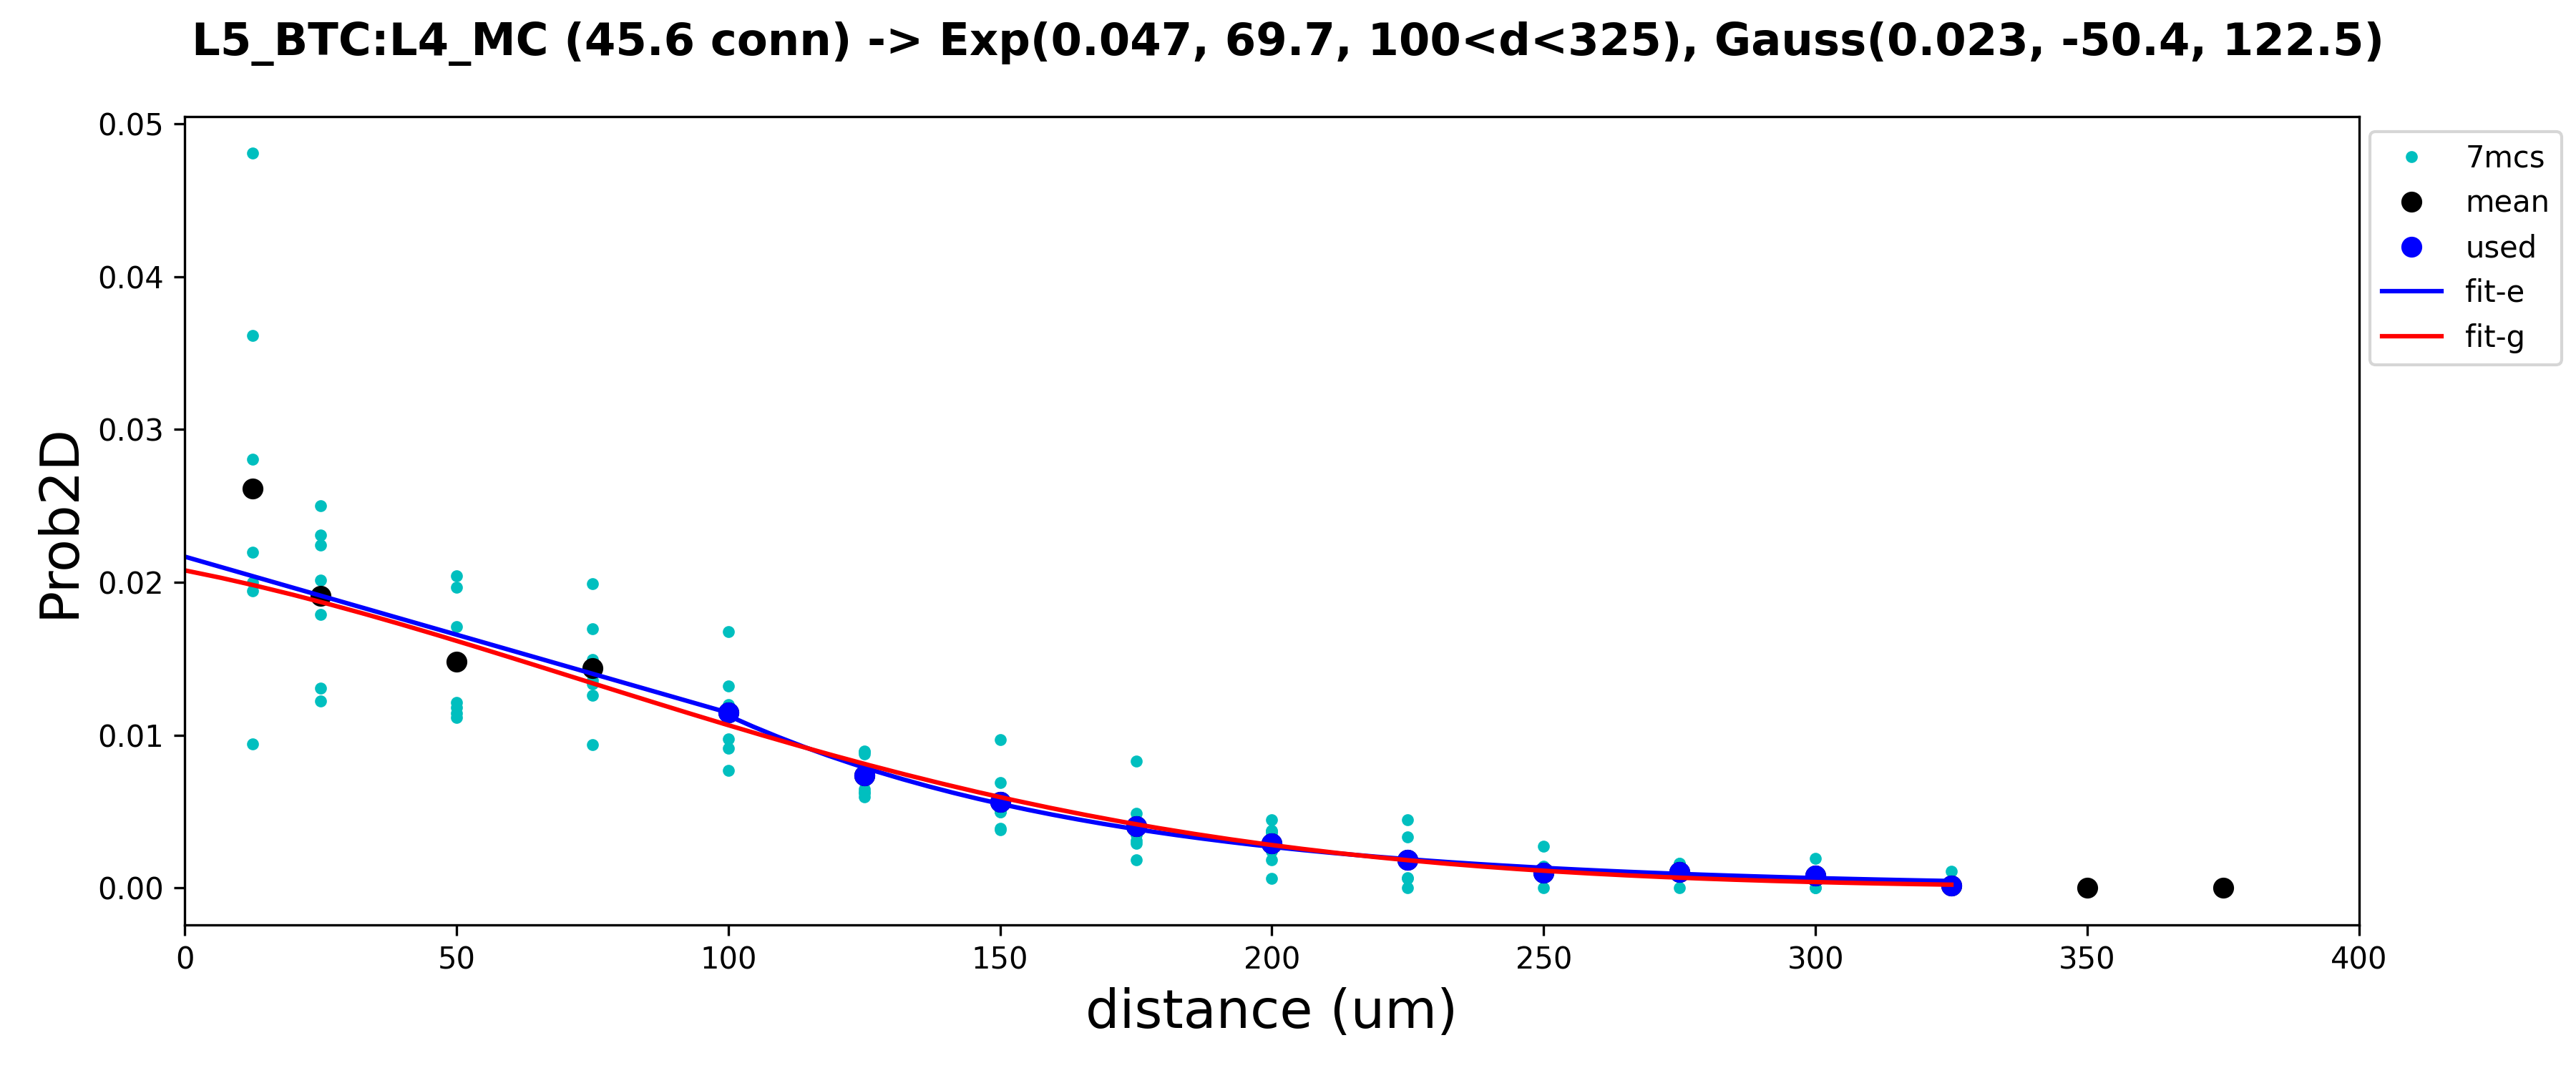 L5_BTC:L4_MC (45.6 conn) -> Exp(0.047, 69.7, 100<d<325), Gauss(0.023, -50.4, 122.5)
0.05
0.04
0.03
0.02
0.01
0.00
Prob2D
0 50 100 150 200 250 300 350 400
distance (um)
7mcs
mean
used
fit-e
fit-g